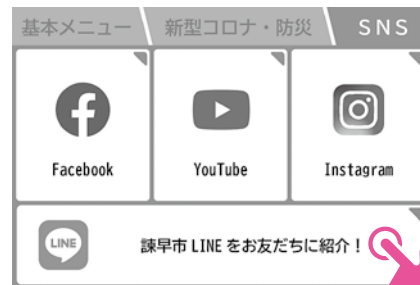 基本メニュー
新型コロナ・防災
SNS
Facebook
YouTube
Instagram
LINE
諫早市 LINE をお友だちに紹介！